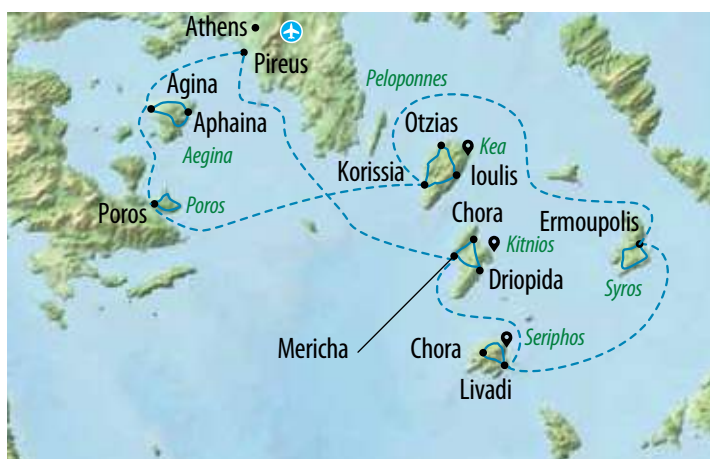 Athens
Pireus
Agina
Peloponnes
Aphaina
Otzias
Aegina
Kea
Korissia
Ioulis
Poros
Poros
Chora
Ermoupolis
Kitnios
Driopida
Syros
Mericha
Chora
Seriphos
Livadi